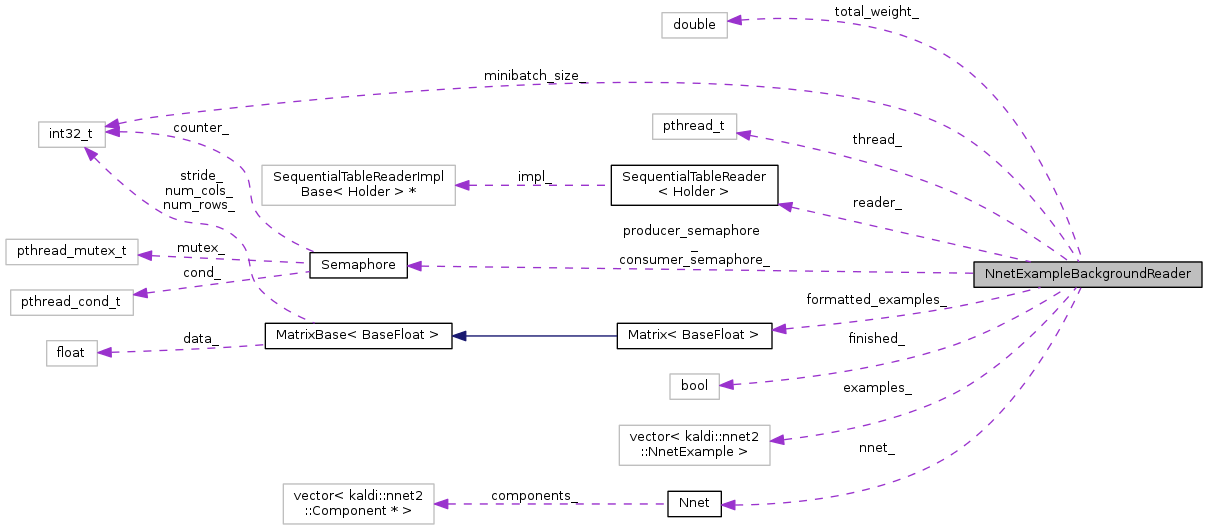 total_weight_
double
minibatch_size_
int32_t
counter_
pthread_t
thread_
stride_
num_cols_
num_rows_
SequentialTableReaderImpl
Base< Holder > *
impl_
SequentialTableReader
< Holder >
reader_
producer_semaphore
_
consumer_semaphore_
pthread_mutex_t
mutex_
Semaphore
NnetExampleBackgroundReader
cond_
pthread_cond_t
formatted_examples_
MatrixBase< BaseFloat >
Matrix< BaseFloat >
float
data_
finished_
bool
examples_
vector< kaldi::nnet2
::NnetExample >
nnet_
vector< kaldi::nnet2
::Component * >
components_
Nnet